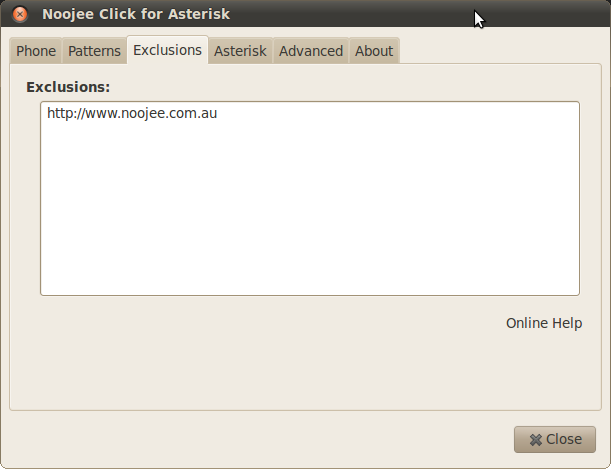 Noojee Click for Asterisk
Phone Patterns Exclusions Asterisk Advanced About
Exclusions:
http://www.noojee.com.au
Online Help
Close